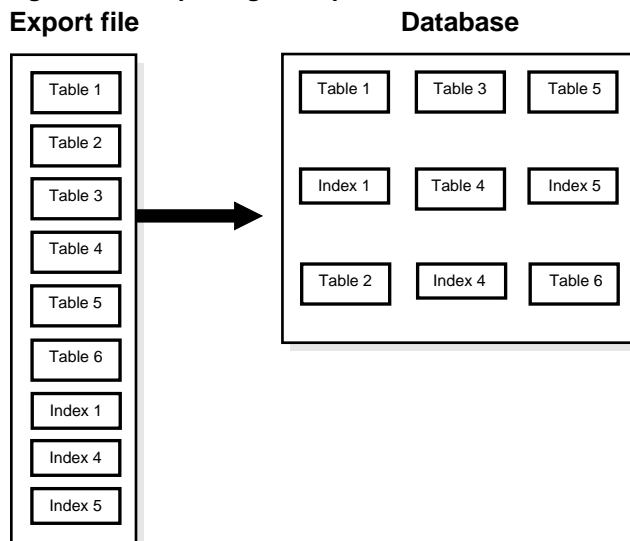 Export file
Database
Table 1
Table 2
Table 3
Table 4
Table 5
Table 6
Index 1
Index 4
Index 5
Table 1
Table 3
Table 5
Index 1
Table 4
Index 5
Table 2
Index 4
Table 6